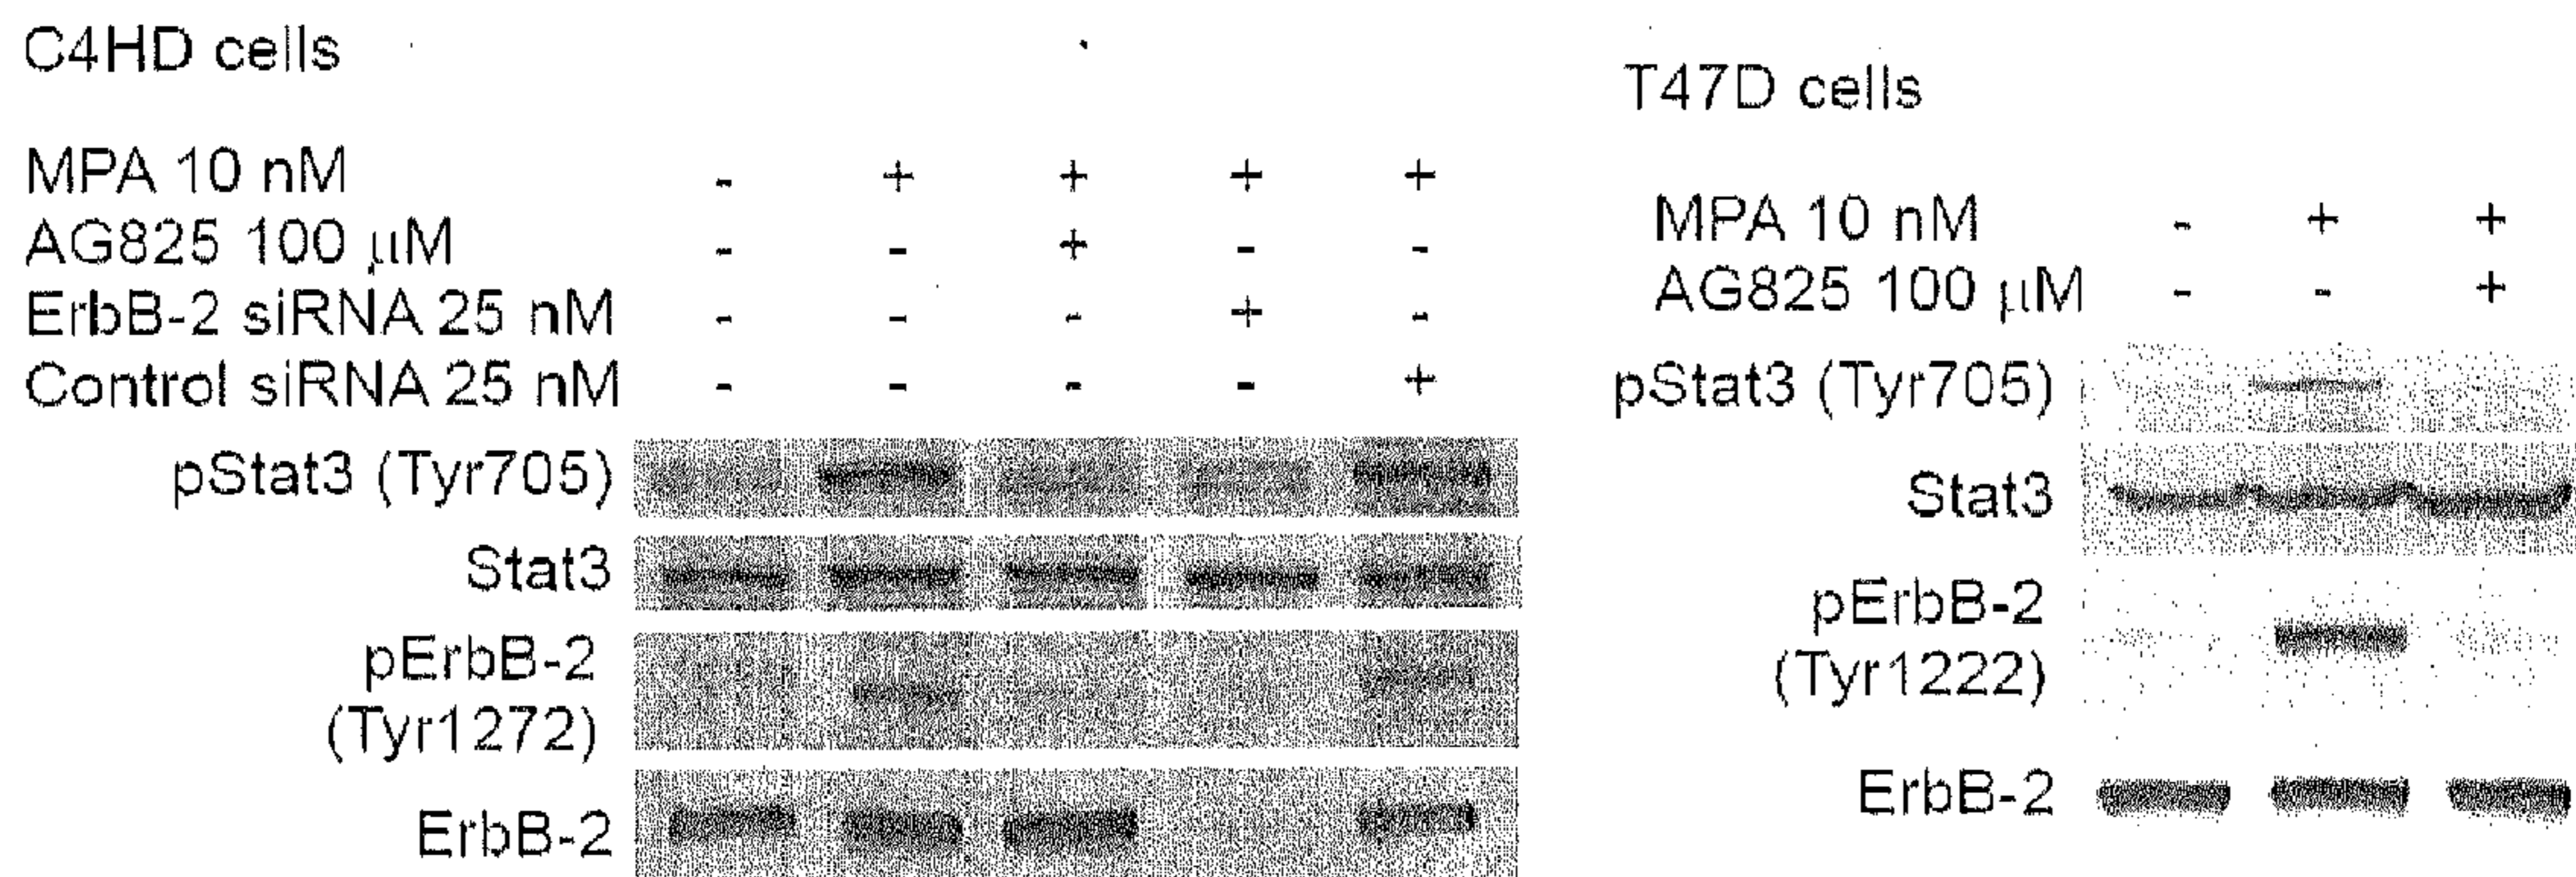 C4HD cells
MPA 10 nM - + + + +
AG825 100 μM - - + - -
ErbB-2 siRNA 25 nM - - - + -
Control siRNA 25 nM - - - - +
pStat3 (Tyr705)
Stat3
pErbB-2
(Tyr1272)
ErbB-2
T47D cells
MPA 10 nM - + +
AG825 100 μM - - +
pStat3 (Tyr705)
Stat3
pErbB-2
(Tyr1222)
ErbB-2